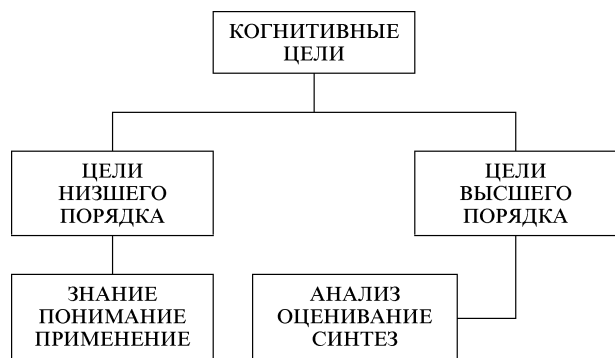 КОГНИТИВНЫЕ
ЦЕЛИ
ЦЕЛИ
НИЗШЕГО
ПОРЯДКА
ЦЕЛИ
ВЫСШЕГО
ПОРЯДКА
ЗНАНИЕ
ПОНИМАНИЕ
ПРИМЕНЕНИЕ
АНАЛИЗ
ОЦЕНИВАНИЕ
СИНТЕЗ